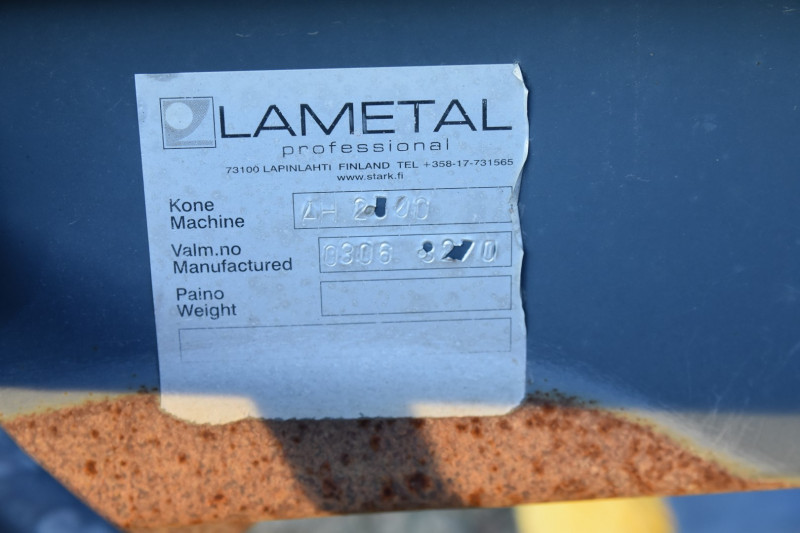 LAMETAL
professional
73100 LAPINLAHTI FINLAND TEL +358-17-731565
www.stark.fi
Kone
Machine
Valm.no
Manufactured
0306
Paino
Weight